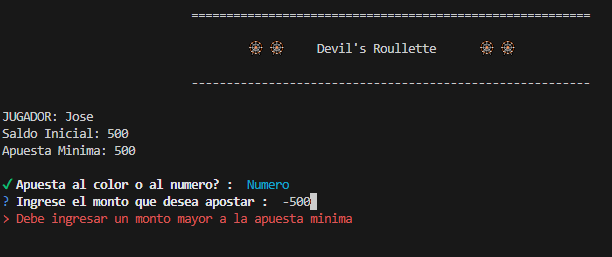 =========================================================
🕸 🕸 Devil's Roullette 🕸 🕸
---------------------------------------------------------
JUGADOR: Jose
Saldo Inicial: 500
Apuesta Minima: 500
✓ Apuesta al color o al numero? : Numero
? Ingrese el monto que desea apostar : -500
> Debe ingresar un monto mayor a la apuesta minima